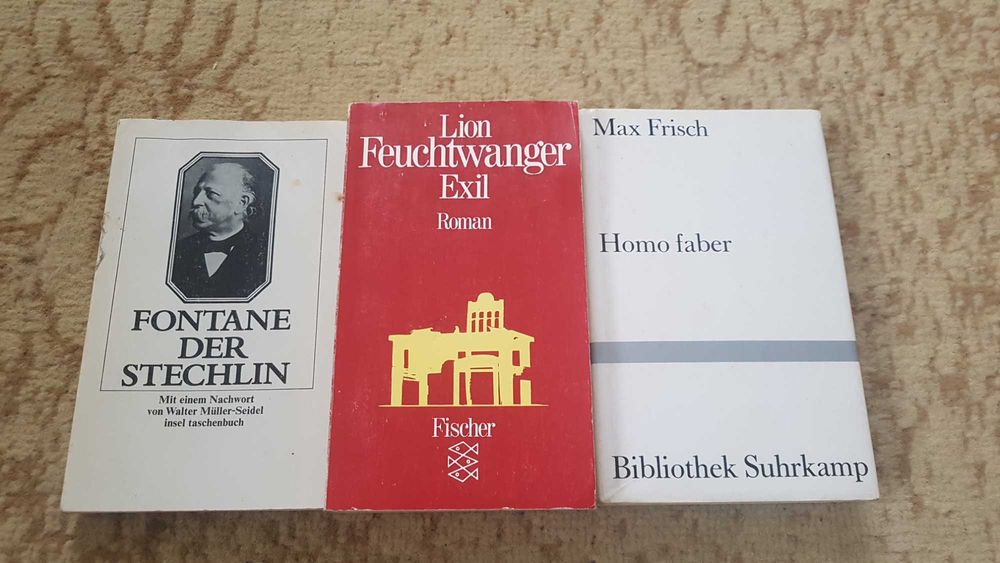 FONTANE
DER
STECHLIN
Mit einem Nachwort
von Walter Müller-Seidel
insel taschenbuch
Lion
Feuchtwanger
Exil
Roman
Fischer
Max Frisch
Homo faber
Bibliothek Suhrkamp